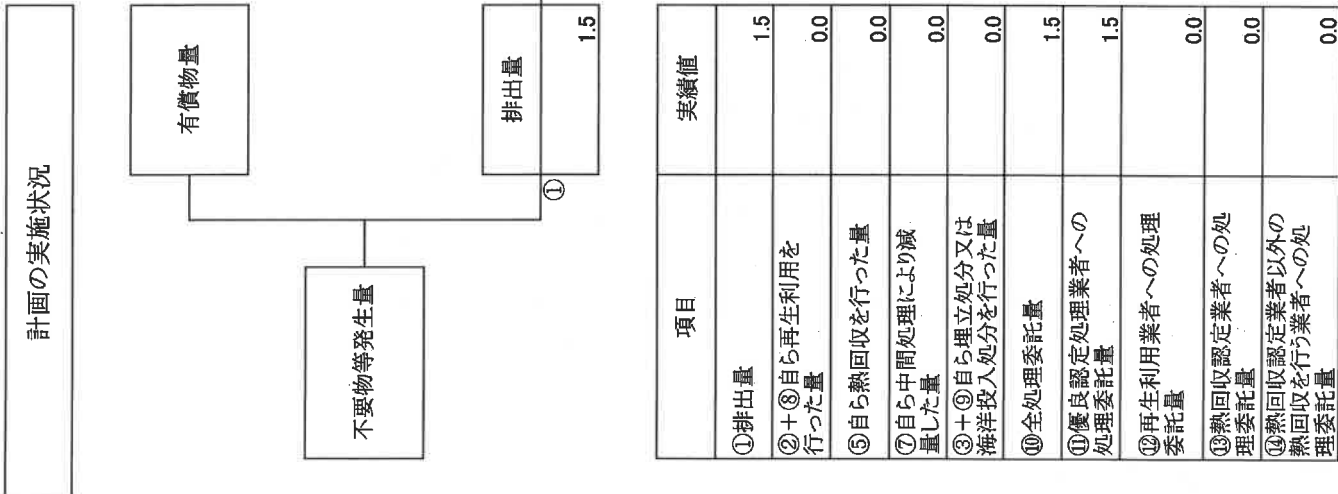 計画の実施状況
有償物量
不要物等発生量
排出量
①
1.5
項目
実績値
①排出量
1.5
②＋⑧自ら再生利用を
行った量
0.0
⑤自ら熱回収を行った量
0.0
⑦自ら中間処理により減
量した量
0.0
③＋⑨自ら埋立処分又は
海洋投入処分を行った量
0.0
⑩全処理委託量
1.5
⑪優良認定処理業者への
処理委託量
1.5
⑫再生利用業者への処理
委託量
0.0
⑬熱回収認定業者への処
理委託量
0.0
⑭熱回収認定業者以外の
熱回収を行う業者への処
理委託量
0.0